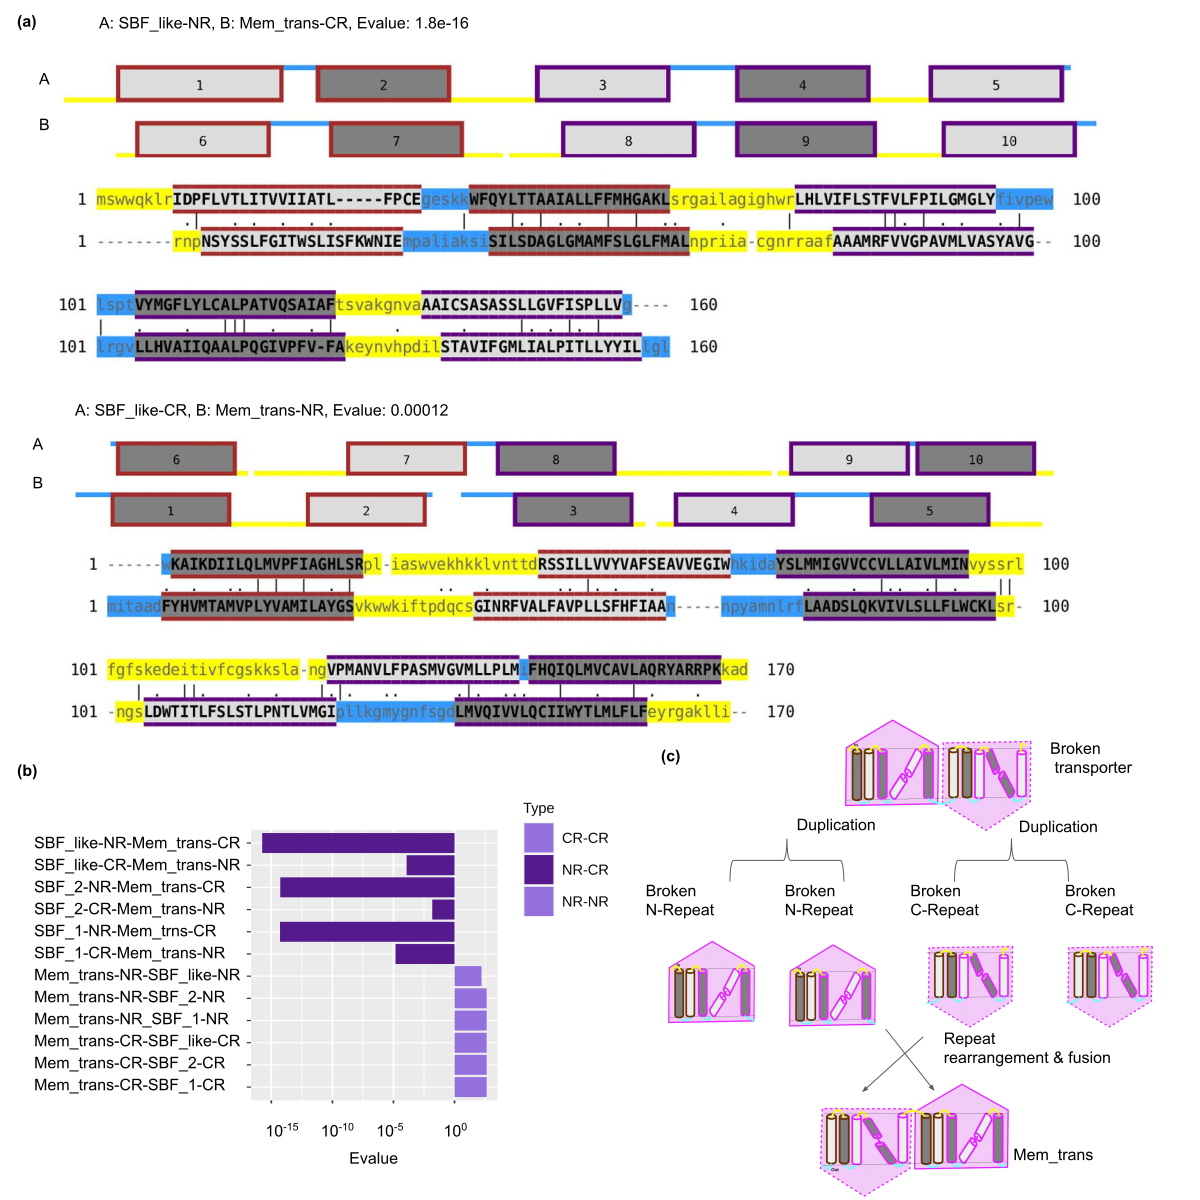 (a)
A: SBF_like-NR, B: Mem_trans-CR, Evalue: 1.8e-16
A
1 2 3 4 5
B
6 7 8 9 10
1 mswwqklrIDPFLVTLITVVIIATL-----FPCEgeskkWFQYLTTAAIALLFFMHGAKLsrgailagighwrLHLVIFLSTFVLFPILGMGLYfivpew 100
1 --------rnpNSYSSLFGITWSLISFKWNIEmpaliaksiSILSDAGLGMAMFSLGLFMALnpriia-cgnrraafAAAMRFVVGPAVMLVASYAVG-- 100
101 lsptVYMGFLYLCALPATVQSAIAFtsvakgnvaAAICSASASSLLGVFISPLLVg---- 160
101 lrgvLLHVAIIQAALPQGIVPFV-FAkeynvhpdilSTAVIFGMLIALPITLLYYILlgl 160
A: SBF_like-CR, B: Mem_trans-NR, Evalue: 0.00012
A
6 7 8 9 10
B
1 2 3 4 5
1 ------wKAIKDIILQLMVPFIAGHLSRpl-iaswvekhkklvnttdRSSILLVVYVAFSEAVVEGIWhkidaYSLMMIGVVCCVLLAIVLMINvyssrl 100
1 mitaadFYHVMTAMVPLYVAMILAYGSvkwwkiftpdqcsGINRFVALFAVPLLSFHFIAAn-----npyamnlrfLAADSLQKVIVLSLLFLWCKLsr- 100
101 fgfskedeitivfcgskksla-ngVPMANVLFPASMVGVMLLPLMiFHQIQLMVCAVLAQRYARRPKkad 170
101 -ngsLDWTITLFSLSTLPNTLVMGIpllkgmygnfsgdLMVQIVVLQCIIWYTLMLFLFeyrgaklli-- 170
(b)
SBF_like-NR-Mem_trans-CR
SBF_like-CR-Mem_trans-NR
SBF_2-NR-Mem_trans-CR
SBF_2-CR-Mem_trans-NR
SBF_1-NR-Mem_trns-CR
SBF_1-CR-Mem_trans-NR
Mem_trans-NR-SBF_like-NR
Mem_trans-NR-SBF_2-NR
Mem_trans-NR_SBF_1-NR
Mem_trans-CR-SBF_like-CR
Mem_trans-CR-SBF_2-CR
Mem_trans-CR-SBF_1-CR
10-15 10-10 10-5 100
Evalue
Type
CR-CR
NR-CR
NR-NR
(c)
Broken
transporter
Duplication
Duplication
Broken
N-Repeat
Broken
N-Repeat
Broken
C-Repeat
Broken
C-Repeat
Repeat
rearrangement & fusion
Mem_trans
Out